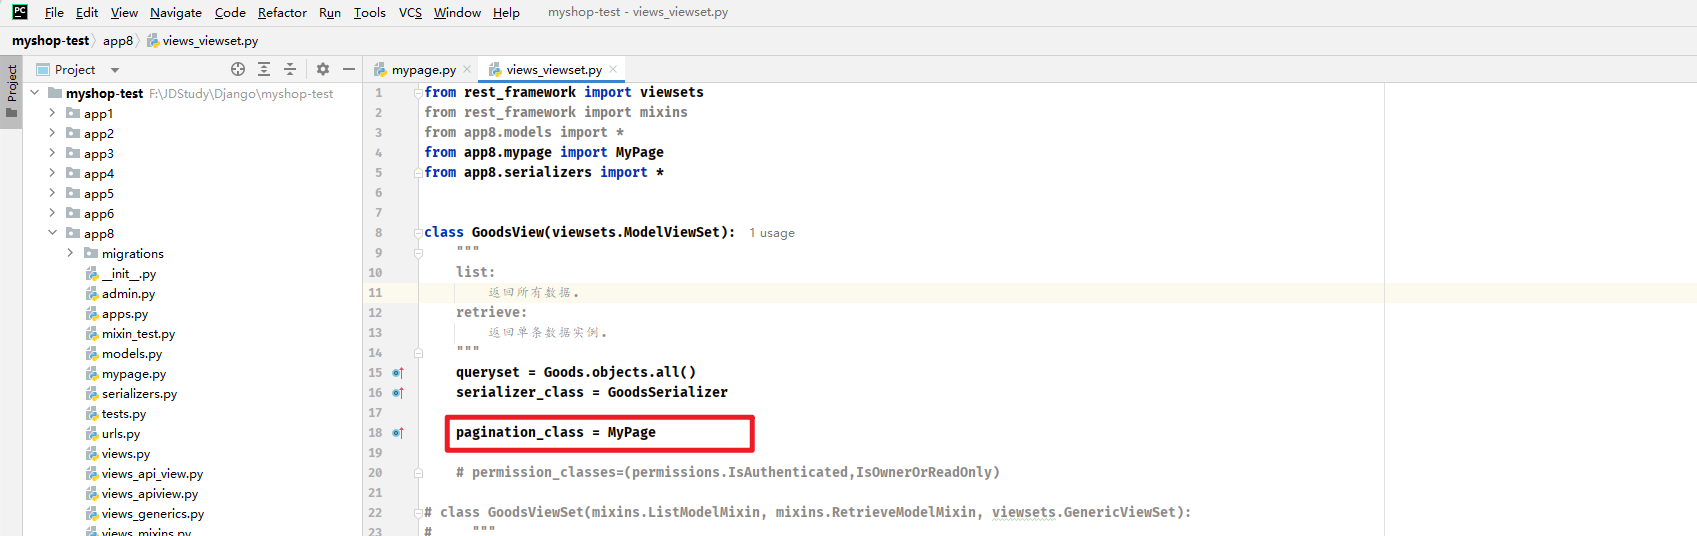 PC File Edit View Navigate Code Refactor Run Tools VCS Window Help myshop-test - views_viewset.py
myshop-test app8 views_viewset.py
Project
Project
mypage.py views_viewset.py
myshop-test F:\JDStudy\Django\myshop-test
app1
app2
app3
app4
app5
app6
app8
migrations
__init__.py
admin.py
apps.py
mixin_test.py
models.py
mypage.py
serializers.py
tests.py
urls.py
views.py
views_api_view.py
views_apiview.py
views_generics.py
views_mixins.py
1 from rest_framework import viewsets
2 from rest_framework import mixins
3 from app8.models import *
4 from app8.mypage import MyPage
5 from app8.serializers import *
6
7
8 class GoodsView(viewsets.ModelViewSet): 1 usage
9 """
10 list:
11 返回所有数据.
12 retrieve:
13 返回单条数据实例.
14 """
15 queryset = Goods.objects.all()
16 serializer_class = GoodsSerializer
17
18 pagination_class = MyPage
19
20 # permission_classes=(permissions.IsAuthenticated,IsOwnerOrReadOnly)
21
22 # class GoodsViewSet(mixins.ListModelMixin, mixins.RetrieveModelMixin, viewsets.GenericViewSet):
23 # """